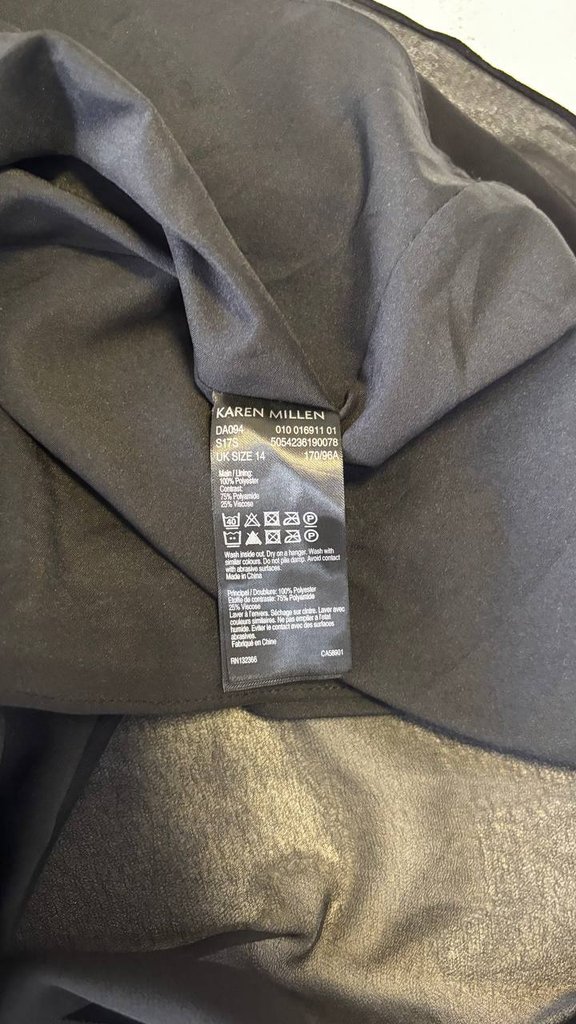 KAREN MILLEN
DA094 010 016911 01
S17S 5054236190078
UK SIZE 14 170/96A
Main / Lining:
100% Polyester
Contrast:
75% Polyamide
25% Viscose
40 P
P
Wash inside out. Dry on a hanger. Wash with
similar colours. Do not pile damp. Avoid contact
with abrasive surfaces.
Made in China
Principal / Doublure: 100% Polyester
Etoffe de contraste: 75% Polyamide
25% Viscose
Laver à l'envers. Séchage sur cintre. Laver avec
couleurs similaires. Ne pas empiler a l'etat
humide. Eviter le contact avec des surfaces
abrasives.
Fabriqué en Chine
RN132366 CA58931